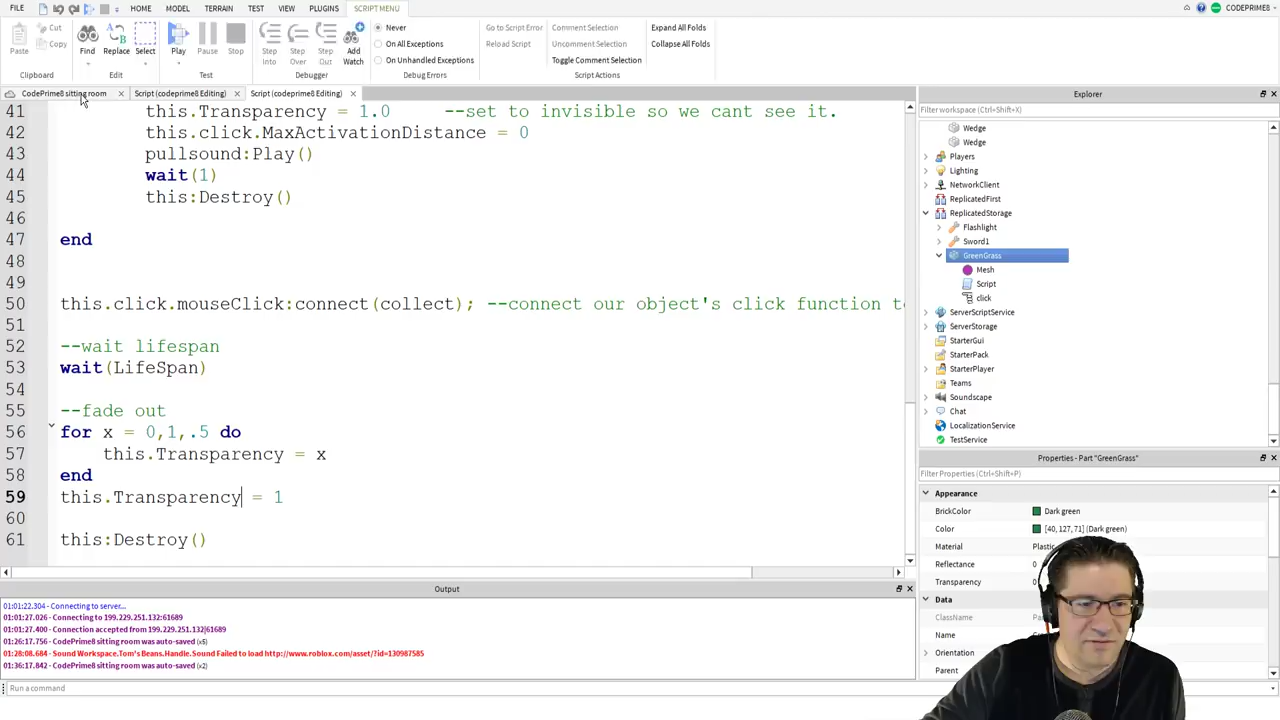 FILE HOME MODEL TERRAIN TEST VIEW PLUGINS SCRIPT MENU CODEPRIME8
Paste Cut Copy Find Replace Select Play Pause Stop Step Into Step Over Step Out Add Watch Never On All Exceptions On Unhandled Exceptions Go to Script Error Reload Script Comment Selection Uncomment Selection Toggle Comment Selection Expand All Folds Collapse All Folds
Clipboard Edit Test Debugger Debug Errors Script Actions
CodePrime8 sitting room Script (codeprime8 Editing) Script (codeprime8 Editing)
41 this.Transparency = 1.0 --set to invisible so we cant see it.
42 this.click.MaxActivationDistance = 0
43 pullsound:Play()
44 wait(1)
45 this:Destroy()
46
47 end
48
49
50 this.click.mouseClick:connect(collect); --connect our object's click function to
51
52 --wait lifespan
53 wait(LifeSpan)
54
55 --fade out
56 for x = 0,1,.5 do
57 this.Transparency = x
58 end
59 this.Transparency = 1
60
61 this:Destroy()
Output
01:01:22.304 - Connecting to server...
01:01:27.026 - Connecting to 199.229.251.132:61689
01:01:27.400 - Connection accepted from 199.229.251.132|61689
01:26:17.756 - CodePrime8 sitting room was auto-saved (x5)
01:28:08.684 - Sound Workspace.Tom's Beans.Handle.Sound Failed to load http://www.roblox.com/asset/?id=130987585
01:36:17.842 - CodePrime8 sitting room was auto-saved (x2)
Run a command
Explorer
Filter workspace (Ctrl+Shift+X)
Wedge
Wedge
Players
Lighting
NetworkClient
ReplicatedFirst
ReplicatedStorage
Flashlight
Sword1
GreenGrass
Mesh
Script
click
ServerScriptService
ServerStorage
StarterGui
StarterPack
StarterPlayer
Teams
Soundscape
Chat
LocalizationService
TestService
Properties - Part "GreenGrass"
Filter Properties (Ctrl+Shift+P)
Appearance
BrickColor Dark green
Color [40, 127, 71] (Dark green)
Material Plastic
Reflectance 0
Transparency 0
Data
ClassName
Name
Orientation
Parent